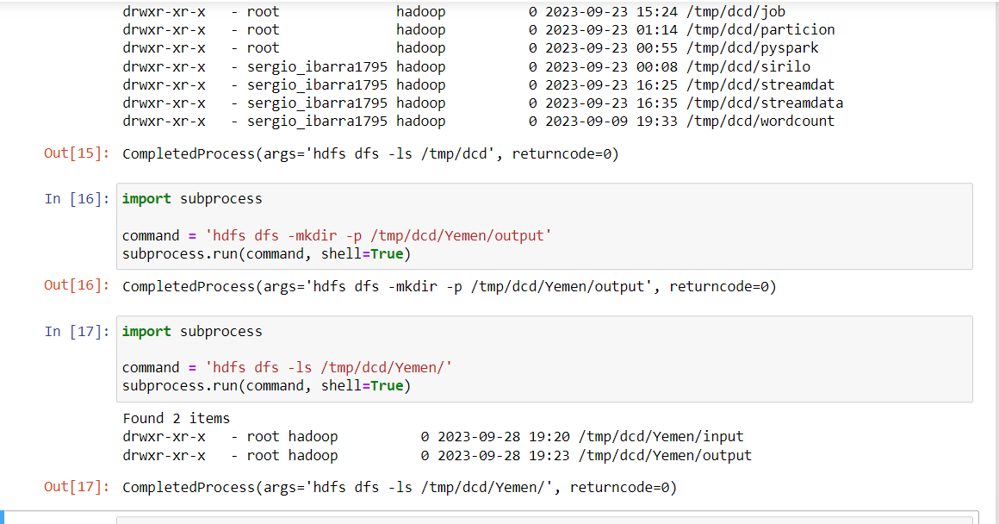 drwxr-xr-x   - root              hadoop          0 2023-09-23 15:24 /tmp/dcd/job
drwxr-xr-x   - root              hadoop          0 2023-09-23 01:14 /tmp/dcd/particion
drwxr-xr-x   - root              hadoop          0 2023-09-23 00:55 /tmp/dcd/pyspark
drwxr-xr-x   - sergio_ibarra1795 hadoop          0 2023-09-23 00:08 /tmp/dcd/sirilo
drwxr-xr-x   - sergio_ibarra1795 hadoop          0 2023-09-23 16:25 /tmp/dcd/streamdat
drwxr-xr-x   - sergio_ibarra1795 hadoop          0 2023-09-23 16:35 /tmp/dcd/streamdata
drwxr-xr-x   - sergio_ibarra1795 hadoop          0 2023-09-09 19:33 /tmp/dcd/wordcount
Out[15]: CompletedProcess(args='hdfs dfs -ls /tmp/dcd', returncode=0)
In [16]: import subprocess
command = 'hdfs dfs -mkdir -p /tmp/dcd/Yemen/output'
subprocess.run(command, shell=True)
Out[16]: CompletedProcess(args='hdfs dfs -mkdir -p /tmp/dcd/Yemen/output', returncode=0)
In [17]: import subprocess
command = 'hdfs dfs -ls /tmp/dcd/Yemen/'
subprocess.run(command, shell=True)
Found 2 items
drwxr-xr-x   - root hadoop          0 2023-09-28 19:20 /tmp/dcd/Yemen/input
drwxr-xr-x   - root hadoop          0 2023-09-28 19:23 /tmp/dcd/Yemen/output
Out[17]: CompletedProcess(args='hdfs dfs -ls /tmp/dcd/Yemen/', returncode=0)